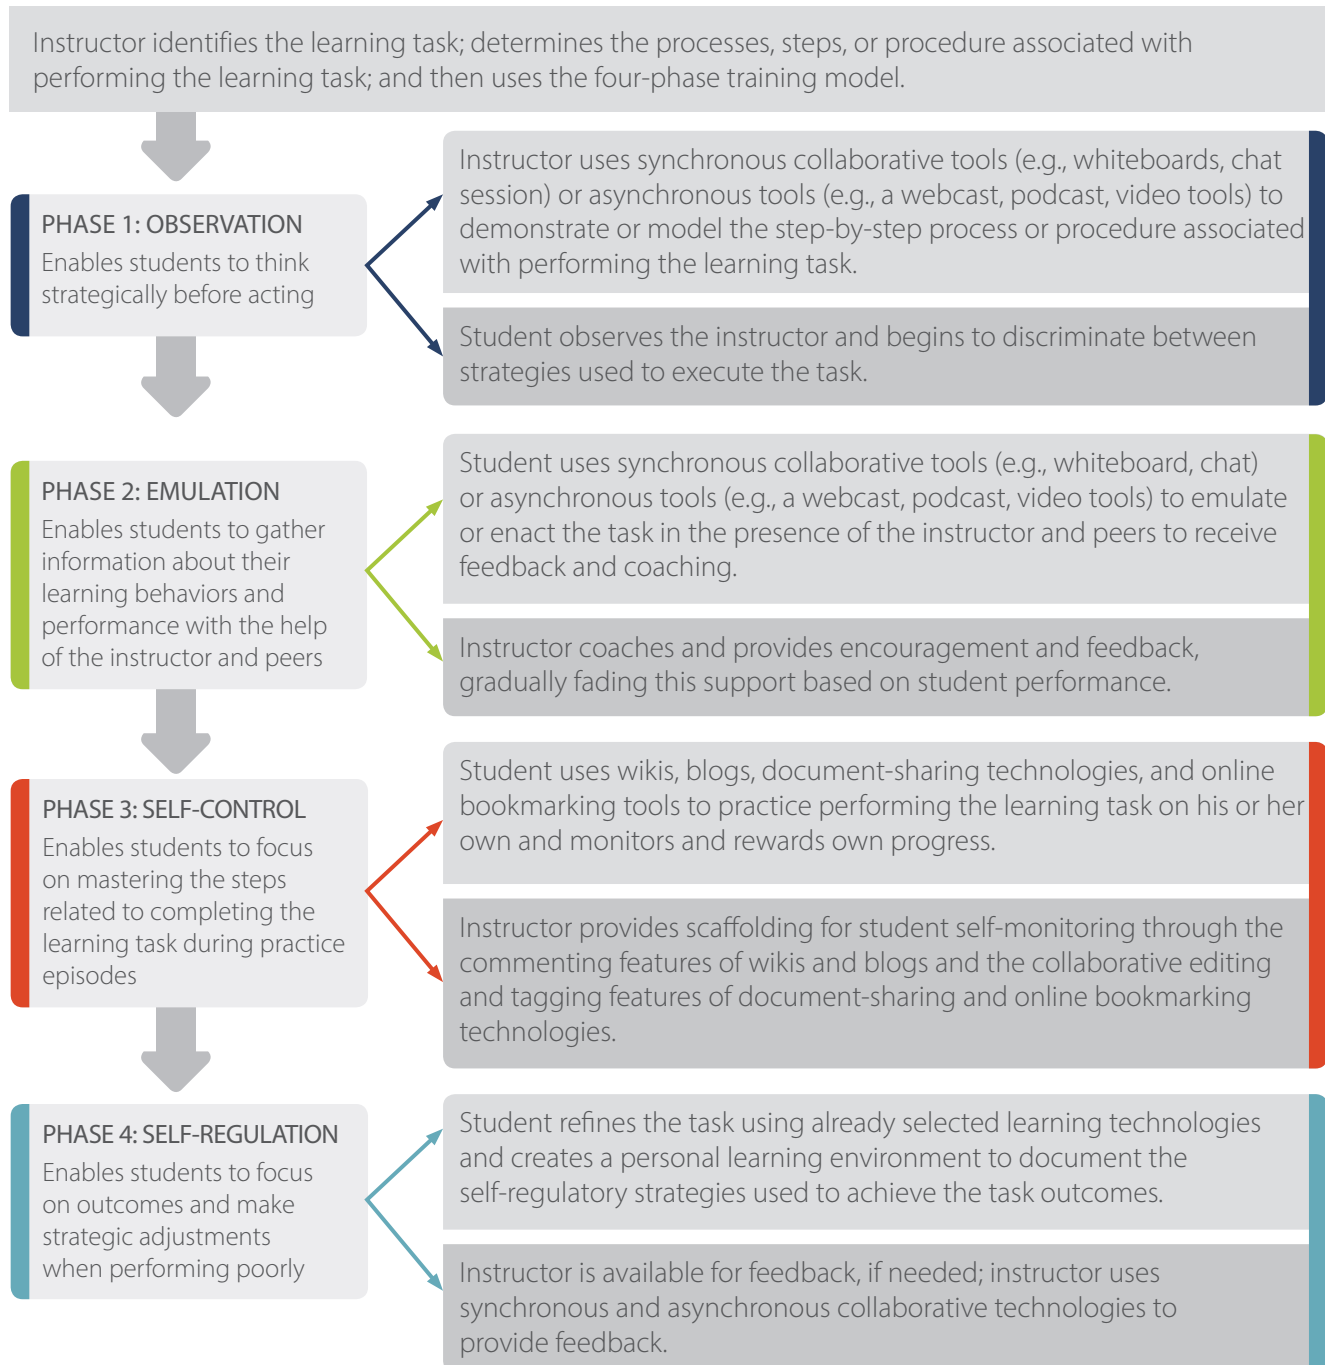 Instructor identifies the learning task; determines the processes, steps, or procedure associated with
performing the learning task; and then uses the four-phase training model.
PHASE 1: OBSERVATION
Enables students to think
strategically before acting
Instructor uses synchronous collaborative tools (e.g., whiteboards, chat
session) or asynchronous tools (e.g., a webcast, podcast, video tools) to
demonstrate or model the step-by-step process or procedure associated
with performing the learning task.
Student observes the instructor and begins to discriminate between
strategies used to execute the task.
PHASE 2: EMULATION
Enables students to gather
information about their
learning behaviors and
performance with the help
of the instructor and peers
Student uses synchronous collaborative tools (e.g., whiteboard, chat)
or asynchronous tools (e.g., a webcast, podcast, video tools) to emulate
or enact the task in the presence of the instructor and peers to receive
feedback and coaching.
Instructor coaches and provides encouragement and feedback,
gradually fading this support based on student performance.
PHASE 3: SELF-CONTROL
Enables students to focus
on mastering the steps
related to completing the
learning task during practice
episodes
Student uses wikis, blogs, document-sharing technologies, and online
bookmarking tools to practice performing the learning task on his or her
own and monitors and rewards own progress.
Instructor provides scaffolding for student self-monitoring through the
commenting features of wikis and blogs and the collaborative editing
and tagging features of document-sharing and online bookmarking
technologies.
PHASE 4: SELF-REGULATION
Enables students to focus
on outcomes and make
strategic adjustments
when performing poorly
Student refines the task using already selected learning technologies
and creates a personal learning environment to document the
self-regulatory strategies used to achieve the task outcomes.
Instructor is available for feedback, if needed; instructor uses
synchronous and asynchronous collaborative technologies to
provide feedback.